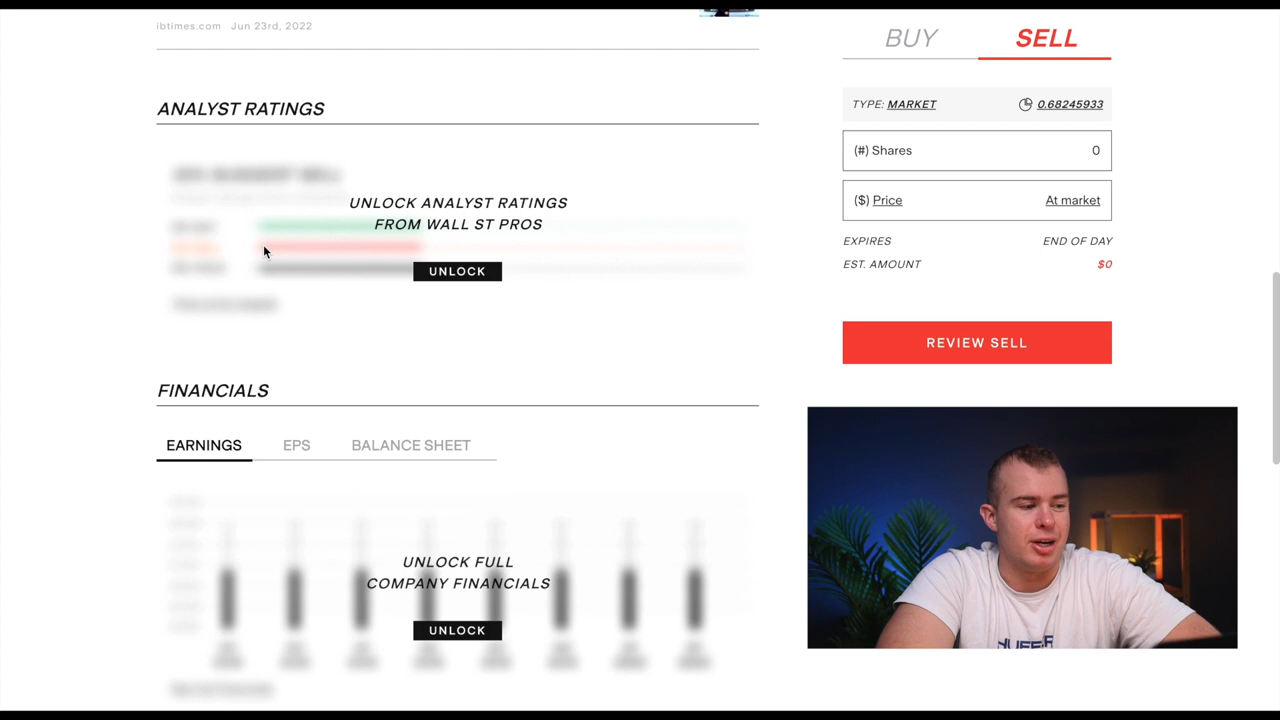 ibtimes.com Jun 23rd, 2022
ANALYST RATINGS
UNLOCK ANALYST RATINGS
FROM WALL ST PROS
UNLOCK
FINANCIALS
EARNINGS EPS BALANCE SHEET
UNLOCK FULL
COMPANY FINANCIALS
UNLOCK
BUY SELL
TYPE: MARKET 0.68245933
(#) Shares 0
($) Price At market
EXPIRES END OF DAY
EST. AMOUNT $0
REVIEW SELL